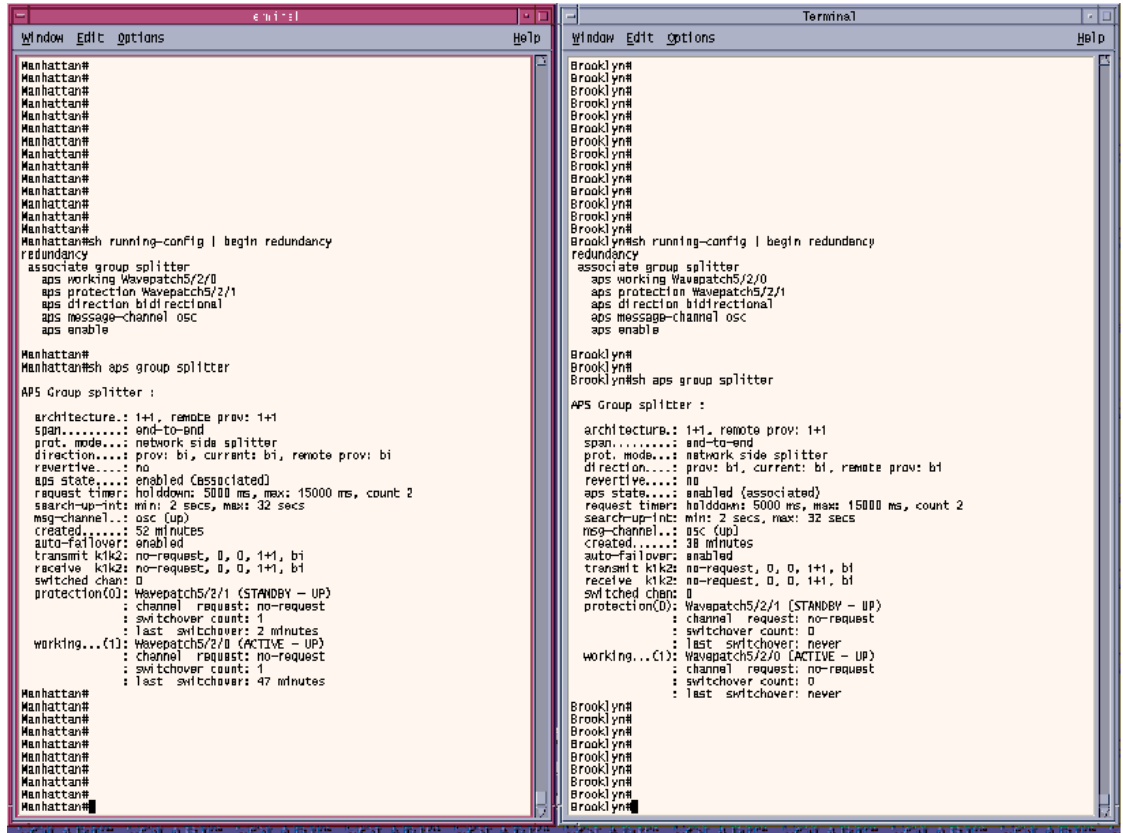 Window Edit Options Help
Manhattan#
Manhattan#
Manhattan#
Manhattan#
Manhattan#
Manhattan#
Manhattan#
Manhattan#
Manhattan#
Manhattan#
Manhattan#
Manhattan#
Manhattan#
Manhattan#
Manhattan#sh running-config | begin redundancy
redundancy
associate group splitter
aps working Wavepatch5/2/0
aps protection Wavepatch5/2/1
aps direction bidirectional
aps message-channel osc
aps enable
Manhattan#
Manhattan#sh aps group splitter
APS Group splitter :
architecture.: 1+1, remote prov: 1+1
span.........: end-to-end
prot. mode...: network side splitter
direction....: prov: bi, current: bi, remote prov: bi
revertive....: no
aps state....: enabled (associated)
request timer: holddown: 5000 ms, max: 15000 ms, count 2
search-up-int: min: 2 secs, max: 32 secs
msg-channel..: osc (up)
created......: 52 minutes
auto-failover: enabled
transmit k1k2: no-request, 0, 0, 1+1, bi
receive k1k2: no-request, 0, 0, 1+1, bi
switched chan: 0
protection(0): Wavepatch5/2/1 (STANDBY - UP)
: channel request: no-request
: switchover count: 1
: last switchover: 2 minutes
working...(1): Wavepatch5/2/0 (ACTIVE - UP)
: channel request: no-request
: switchover count: 1
: last switchover: 47 minutes
Manhattan#
Manhattan#
Manhattan#
Manhattan#
Manhattan#
Manhattan#
Manhattan#
Manhattan#
Manhattan#
Manhattan#
Terminal
Window Edit Options Help
Brooklyn#
Brooklyn#
Brooklyn#
Brooklyn#
Brooklyn#
Brooklyn#
Brooklyn#
Brooklyn#
Brooklyn#
Brooklyn#
Brooklyn#
Brooklyn#
Brooklyn#
Brooklyn#
Brooklyn#sh running-config | begin redundancy
redundancy
associate group splitter
aps working Wavepatch5/2/0
aps protection Wavepatch5/2/1
aps direction bidirectional
aps message-channel osc
aps enable
Brooklyn#
Brooklyn#
Brooklyn#sh aps group splitter
APS Group splitter :
architecture.: 1+1, remote prov: 1+1
span.........: end-to-end
prot. mode...: network side splitter
direction....: prov: bi, current: bi, remote prov: bi
revertive....: no
aps state....: enabled (associated)
request timer: holddown: 5000 ms, max: 15000 ms, count 2
search-up-int: min: 2 secs, max: 32 secs
msg-channel..: osc (up)
created......: 38 minutes
auto-failover: enabled
transmit k1k2: no-request, 0, 0, 1+1, bi
receive k1k2: no-request, 0, 0, 1+1, bi
switched chan: 0
protection(0): Wavepatch5/2/1 (STANDBY - UP)
: channel request: no-request
: switchover count: 0
: last switchover: never
working...(1): Wavepatch5/2/0 (ACTIVE - UP)
: channel request: no-request
: switchover count: 0
: last switchover: never
Brooklyn#
Brooklyn#
Brooklyn#
Brooklyn#
Brooklyn#
Brooklyn#
Brooklyn#
Brooklyn#
Brooklyn#